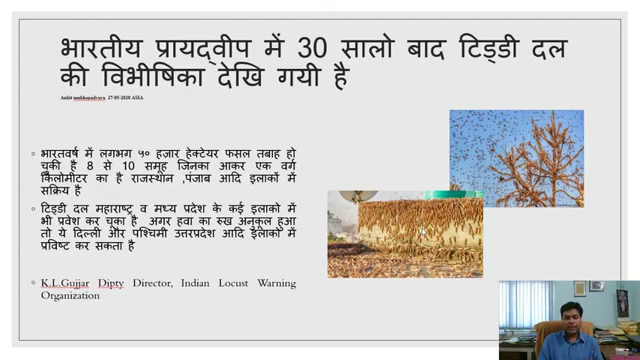 भारतीय प्रायद्वीप में 30 सालो बाद टिड्डी दल
की विभीषिका देखि गयी है
Ankit makhonadvara 27-05-2020 ASIA
भारतवर्ष में लगभग ५० हजार हेक्टेयर फसल तबाह हो
चुकी है 8 से 10 समूह जिनका आकर एक वर्ग
किलोमीटर का है राजस्थान ,पंजाब आदि इलाकों में
सक्रिय है
टिड्डी दल महाराष्ट्र व मध्य प्रदेश के कई इलाको में
भी प्रवेश कर चुका है अगर हवा का रुख अनुकूल हुआ
तो ये दिल्ली और पश्चिमी उत्तरप्रदेश आदि इलाको में
प्रविष्ट कर सकता है
K.L.Gujjar Dipty Director, Indian Locust Warning
Organization